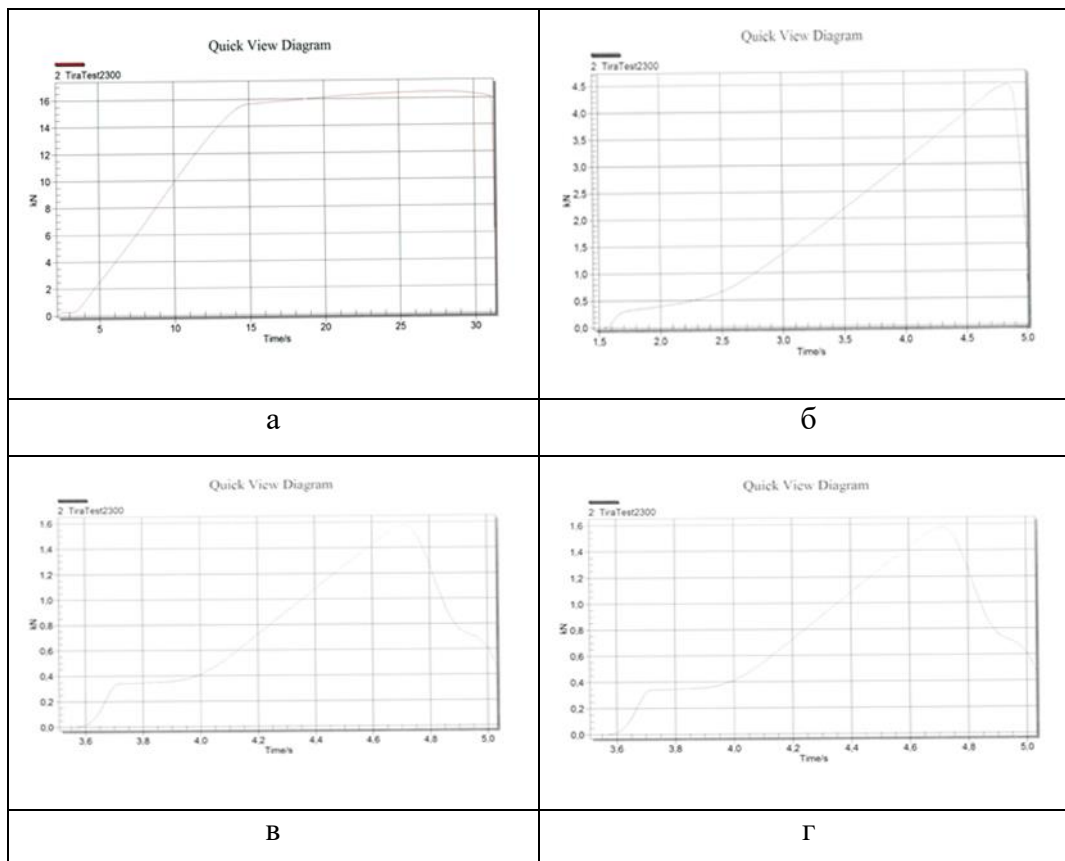 Quick View Diagram
2 TiraTest2300
16
14
12
10
8
6
4
2
0
kN
5 10 15 20 25 30
Time/s
Quick View Diagram
2 TiraTest2300
4,5
4,0
3,5
3,0
2,5
2,0
1,5
1,0
0,5
0,0
kN
1,5 2,0 2,5 3,0 3,5 4,0 4,5 5,0
Time/s
а
б
Quick View Diagram
2 TiraTest2300
1,6
1,4
1,2
1,0
0,8
0,6
0,4
0,2
0,0
kN
3,6 3,8 4,0 4,2 4,4 4,6 4,8 5,0
Time/s
Quick View Diagram
2 TiraTest2300
1,6
1,4
1,2
1,0
0,8
0,6
0,4
0,2
0,0
kN
3,6 3,8 4,0 4,2 4,4 4,6 4,8 5,0
Time/s
в
г